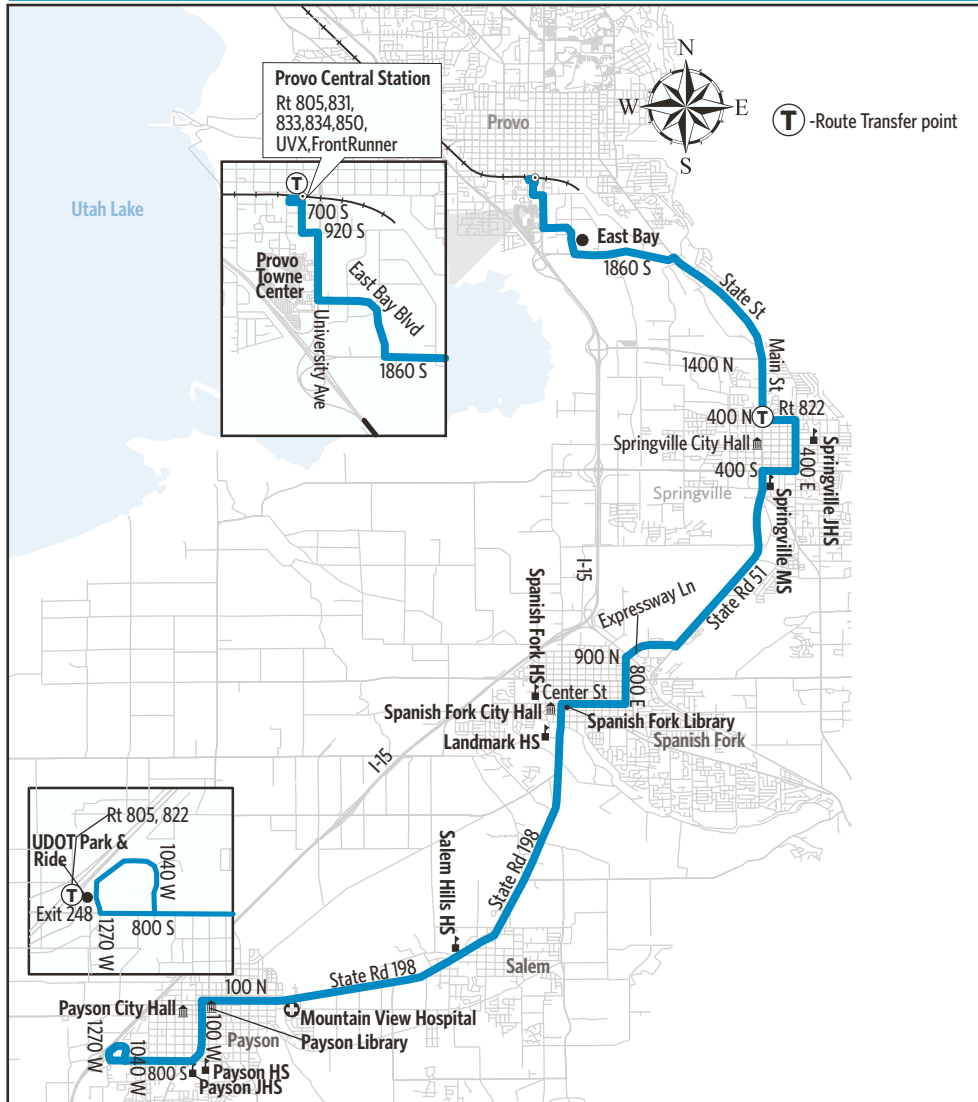 Provo Central Station
Rt 805,831,
833,834,850,
UVX,FrontRunner
N
W
E
S
T -Route Transfer point
Provo
Utah Lake
T
700 S
920 S
Provo
Towne
Center
East Bay Blvd
University Ave
1860 S
East Bay
1860 S
State St
Main St
1400 N
400 N
T
Rt 822
Springville City Hall
400 S
400 E
Springville JHS
Springville
Springville MS
I-15
State Rd 51
Expressway Ln
900 N
800 E
Spanish Fork HS
Center St
Spanish Fork City Hall
Spanish Fork Library
Landmark HS
Spanish Fork
I-15
Rt 805, 822
UDOT Park &
Ride
T
Exit 248
1040 W
1270 W
800 S
Salem Hills HS
State Rd 198
Salem
State Rd 198
100 N
Mountain View Hospital
Payson City Hall
Payson Library
100 W
Payson
1270 W
1040 W
800 S
Payson HS
Payson JHS